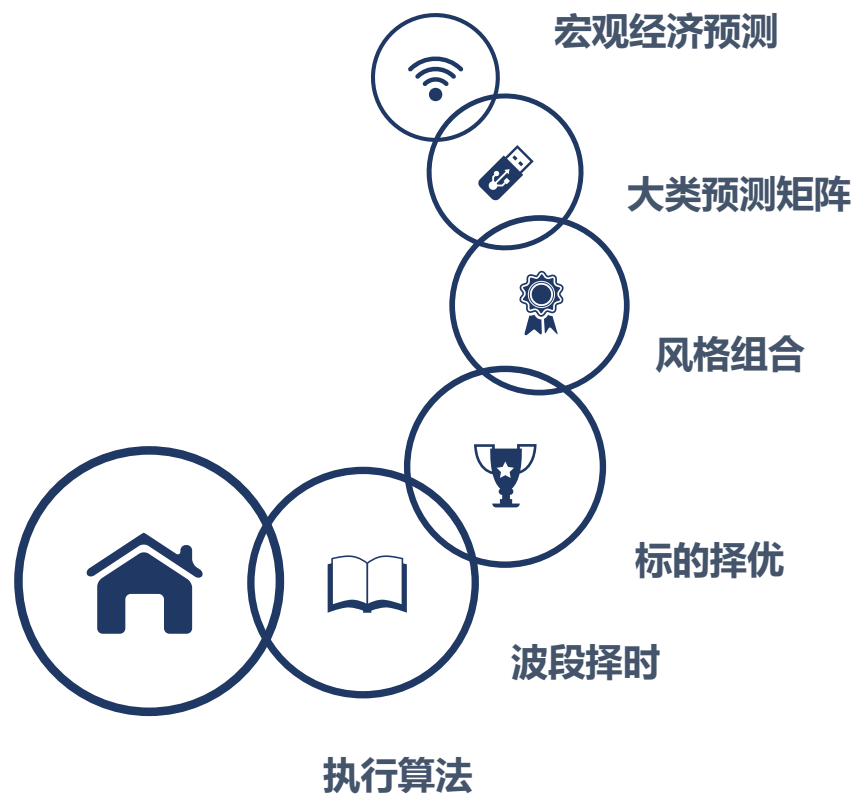 宏观经济预测
大类预测矩阵
风格组合
标的择优
波段择时
执行算法